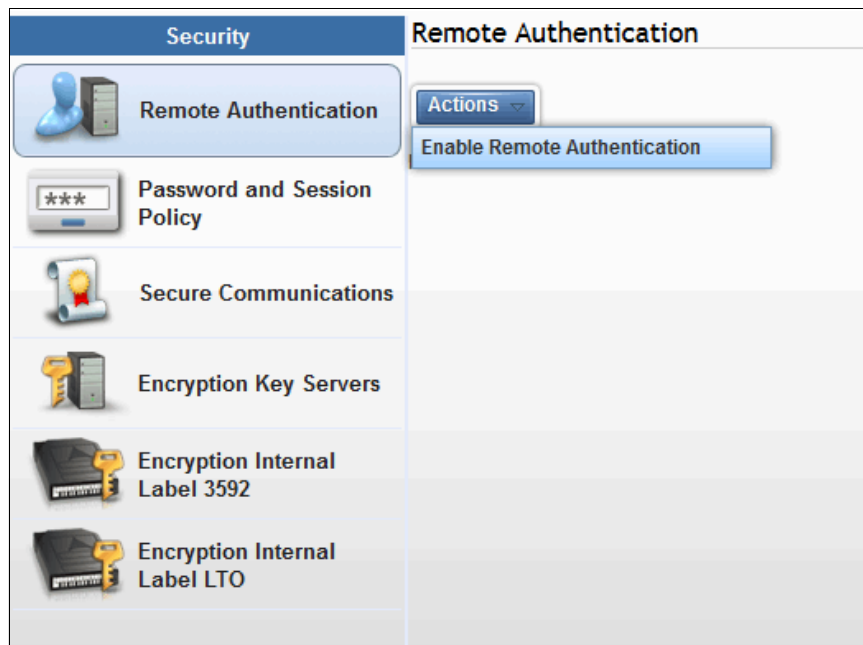 Security
Remote Authentication
Password and Session
Policy
Secure Communications
Encryption Key Servers
Encryption Internal
Label 3592
Encryption Internal
Label LTO
Remote Authentication
Actions
Enable Remote Authentication
***